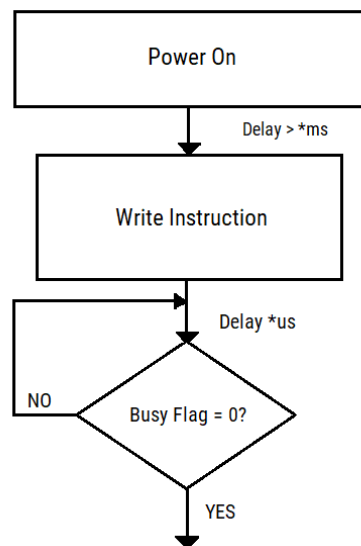 Power On
Delay > *ms
Write Instruction
Delay *us
Busy Flag = 0?
NO
YES